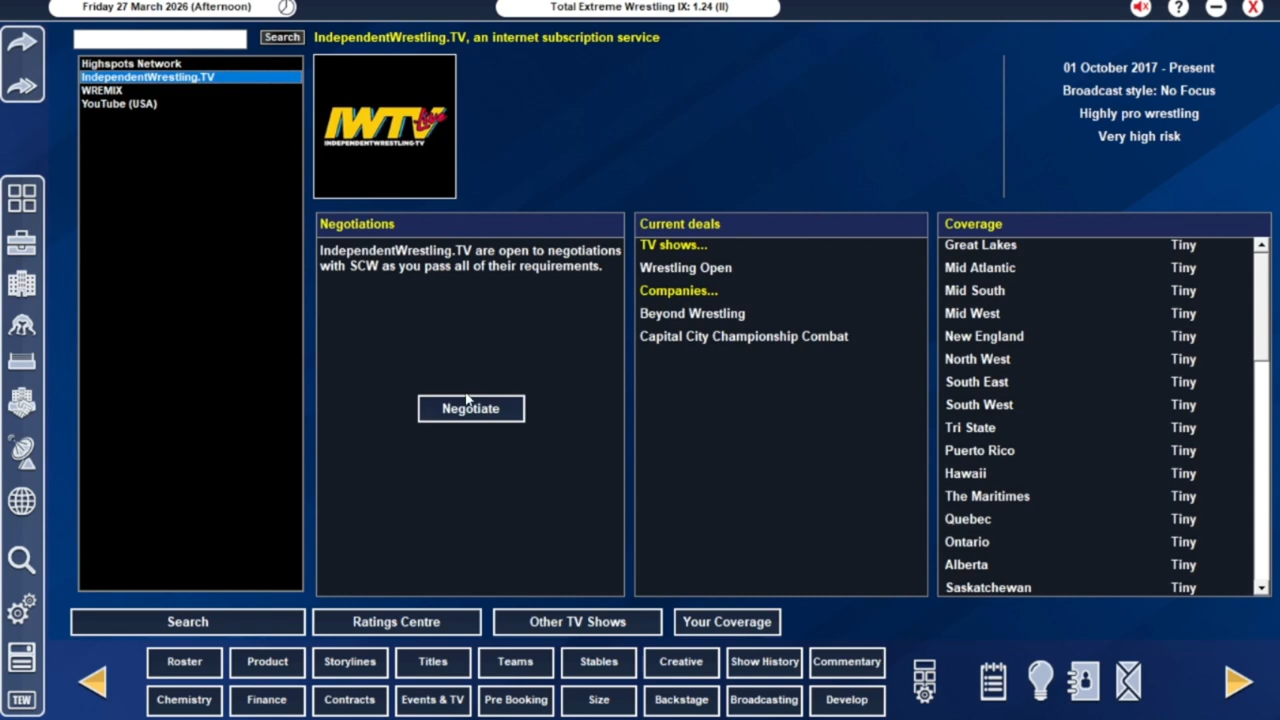 Friday 27 March 2026 (Afternoon)
Total Extreme Wrestling IX: 1.24 (II)
?
X
Search
IndependentWrestling.TV, an internet subscription service
Highspots Network
IndependentWrestling.TV
WREMIX
YouTube (USA)
IWTV Live
INDEPENDENTWRESTLING.TV
01 October 2017 - Present
Broadcast style: No Focus
Highly pro wrestling
Very high risk
Negotiations
IndependentWrestling.TV are open to negotiations
with SCW as you pass all of their requirements.
Negotiate
Current deals
TV shows...
Wrestling Open
Companies...
Beyond Wrestling
Capital City Championship Combat
Coverage
Great Lakes Tiny
Mid Atlantic Tiny
Mid South Tiny
Mid West Tiny
New England Tiny
North West Tiny
South East Tiny
South West Tiny
Tri State Tiny
Puerto Rico Tiny
Hawaii Tiny
The Maritimes Tiny
Quebec Tiny
Ontario Tiny
Alberta Tiny
Saskatchewan Tiny
Search Ratings Centre Other TV Shows Your Coverage
Roster Product Storylines Titles Teams Stables Creative Show History Commentary
Chemistry Finance Contracts Events & TV Pre Booking Size Backstage Broadcasting Develop
TEW